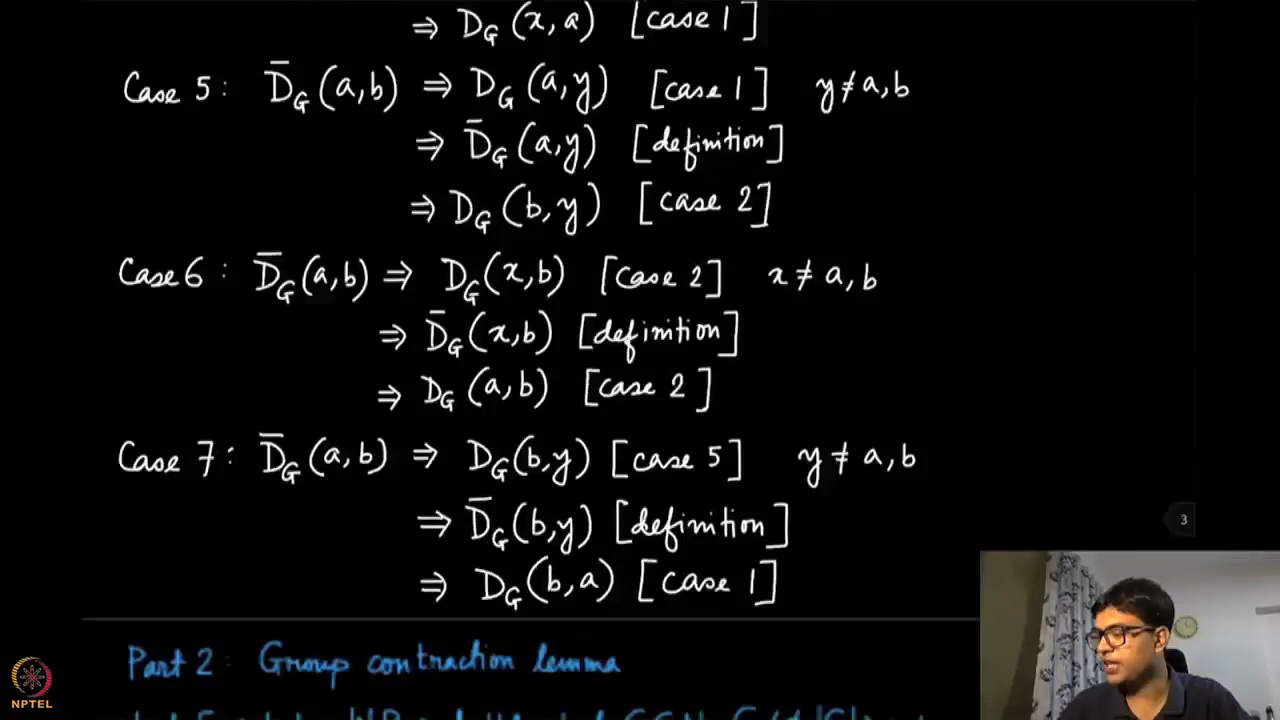 ⇒ D_G (x, a) [case 1]
Case 5 : D̄_G (a, b) ⇒ D_G (a, y) [case 1] y ≠ a, b
⇒ D̄_G (a, y) [definition]
⇒ D_G (b, y) [case 2]
Case 6 : D̄_G (a, b) ⇒ D_G (x, b) [case 2] x ≠ a, b
⇒ D̄_G (x, b) [definition]
⇒ D_G (a, b) [case 2]
Case 7 : D̄_G (a, b) ⇒ D_G (b, y) [case 5] y ≠ a, b
⇒ D̄_G (b, y) [definition]
3
⇒ D_G (b, a) [case 1]
Part 2 : Group contraction lemma
NPTEL